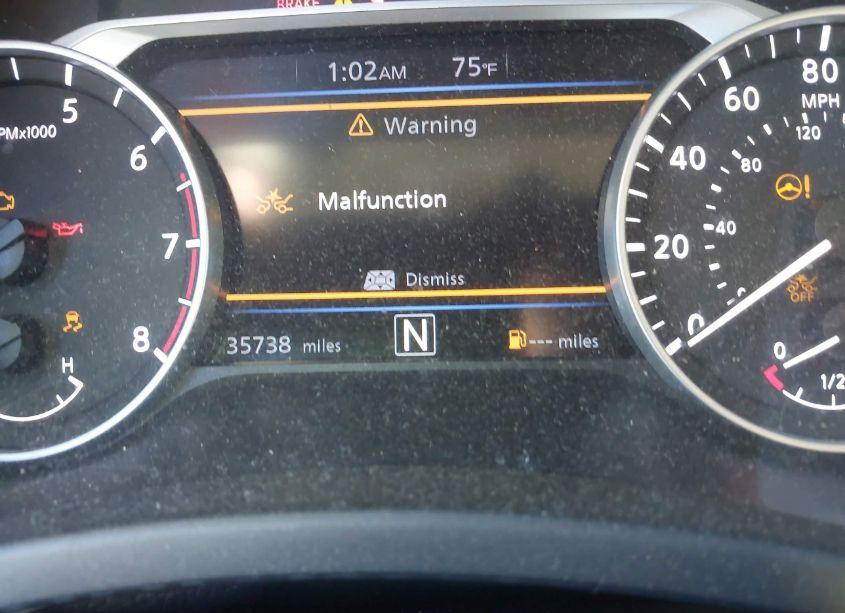 BRAKE
1:02AM 75°F
Warning
Malfunction
Dismiss
35738 miles N --- miles
5
PMx1000
6
7
8
H
80
MPH
60
120
40
80
20
40
0
OFF
0
1/2